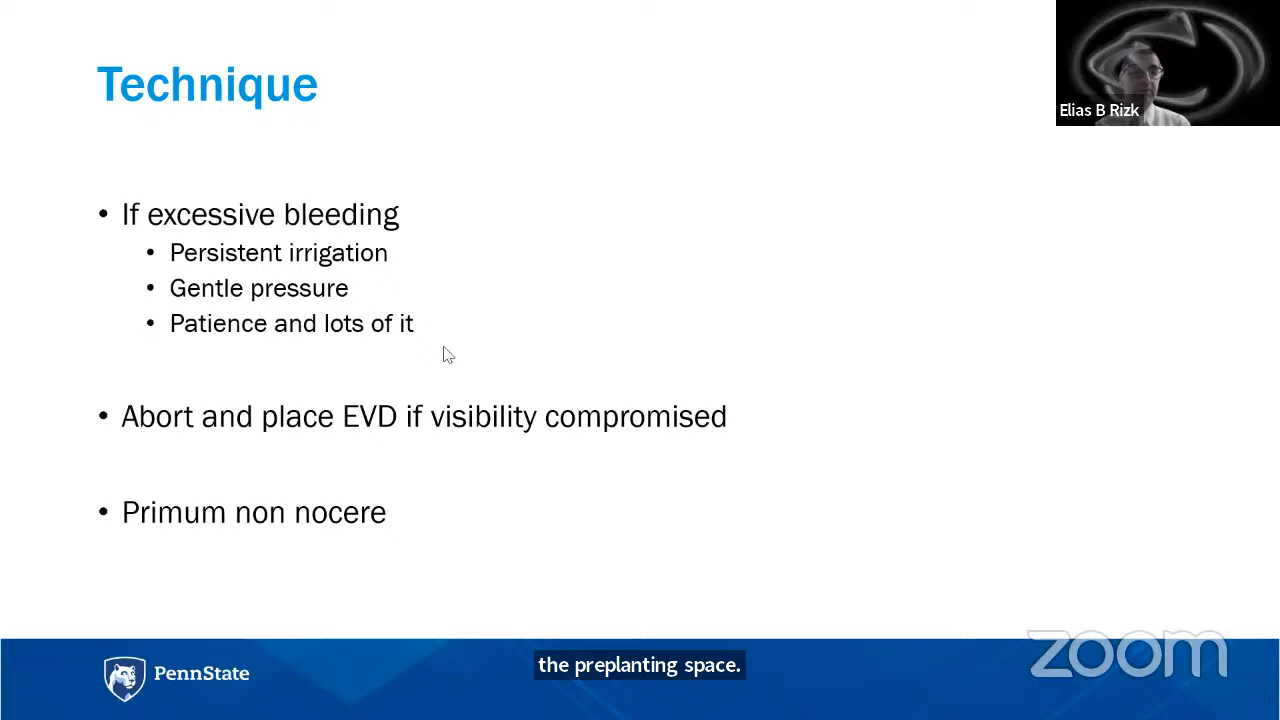 Technique
Elias B Rizk
• If excessive bleeding
• Persistent irrigation
• Gentle pressure
• Patience and lots of it
• Abort and place EVD if visibility compromised
• Primum non nocere
PennState
the preplanting space.
zoom